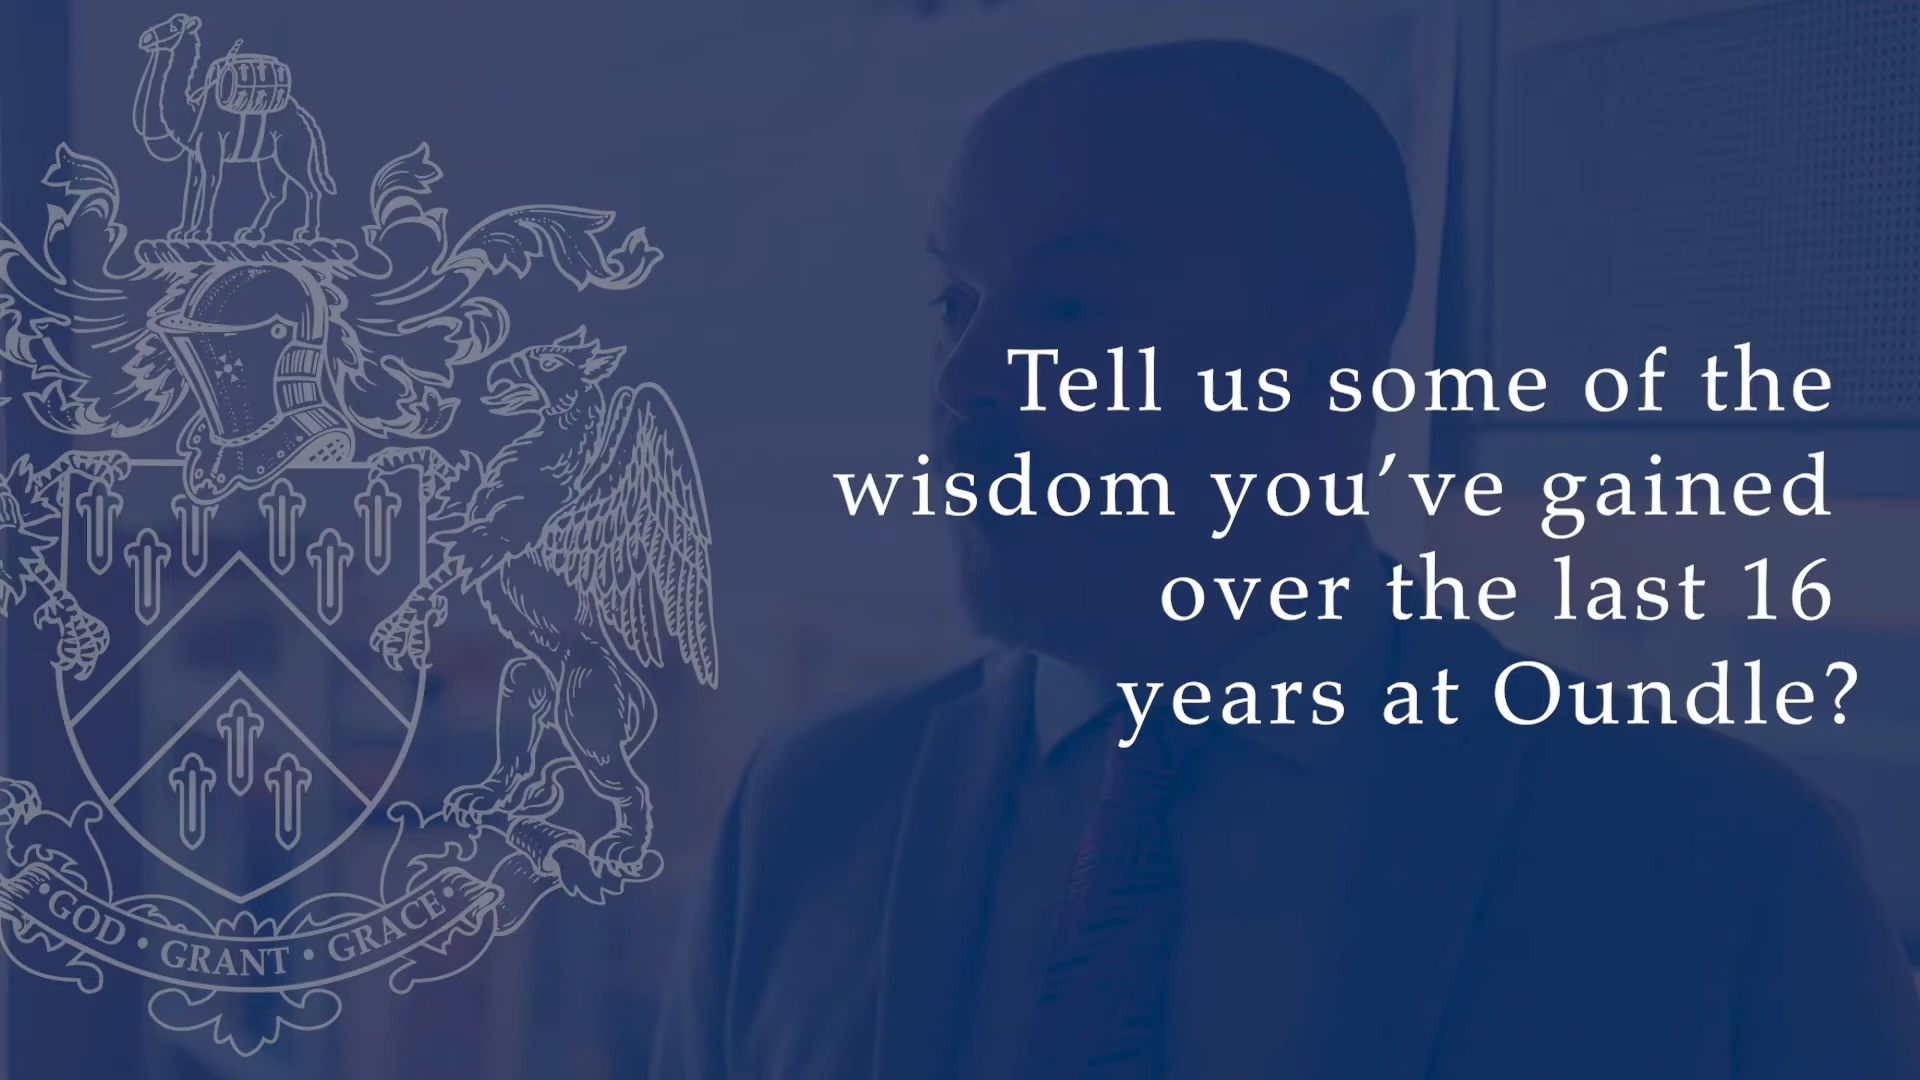 Tell us some of the
wisdom you’ve gained
over the last 16
years at Oundle?
GOD • GRANT • GRACE